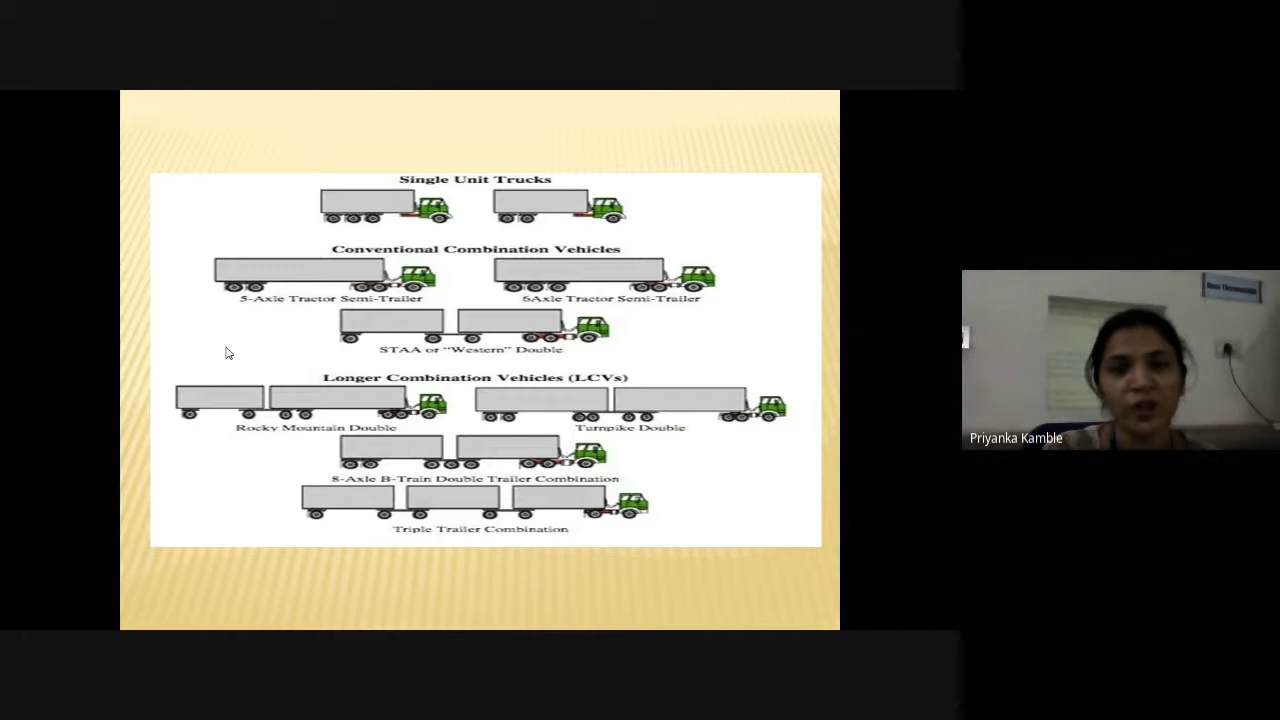 Single Unit Trucks
Conventional Combination Vehicles
5-Axle Tractor Semi-Trailer
6Axle Tractor Semi-Trailer
STAA or “Western” Double
Longer Combination Vehicles (LCVs)
Rocky Mountain Double
Turnpike Double
8-Axle B-Train Double Trailer Combination
Triple Trailer Combination
Priyanka Kamble